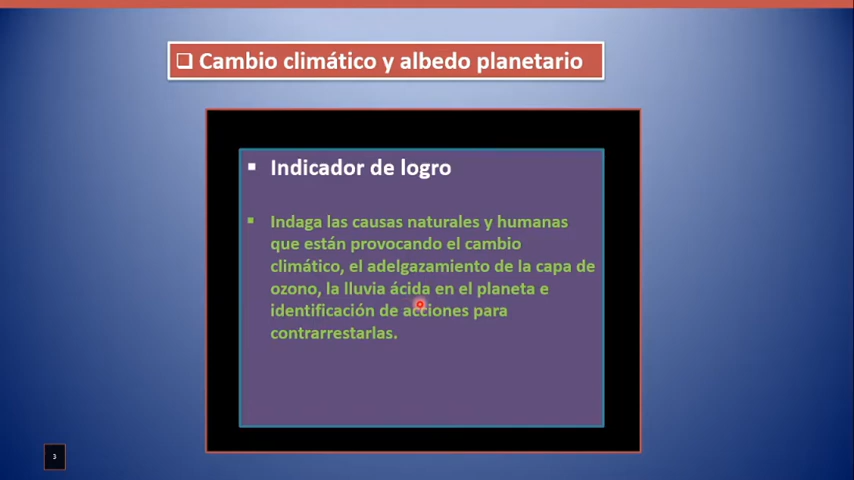 Cambio climático y albedo planetario
Indicador de logro
Indaga las causas naturales y humanas
que están provocando el cambio
climático, el adelgazamiento de la capa de
ozono, la lluvia ácida en el planeta e
identificación de acciones para
contrarrestarlas.
3